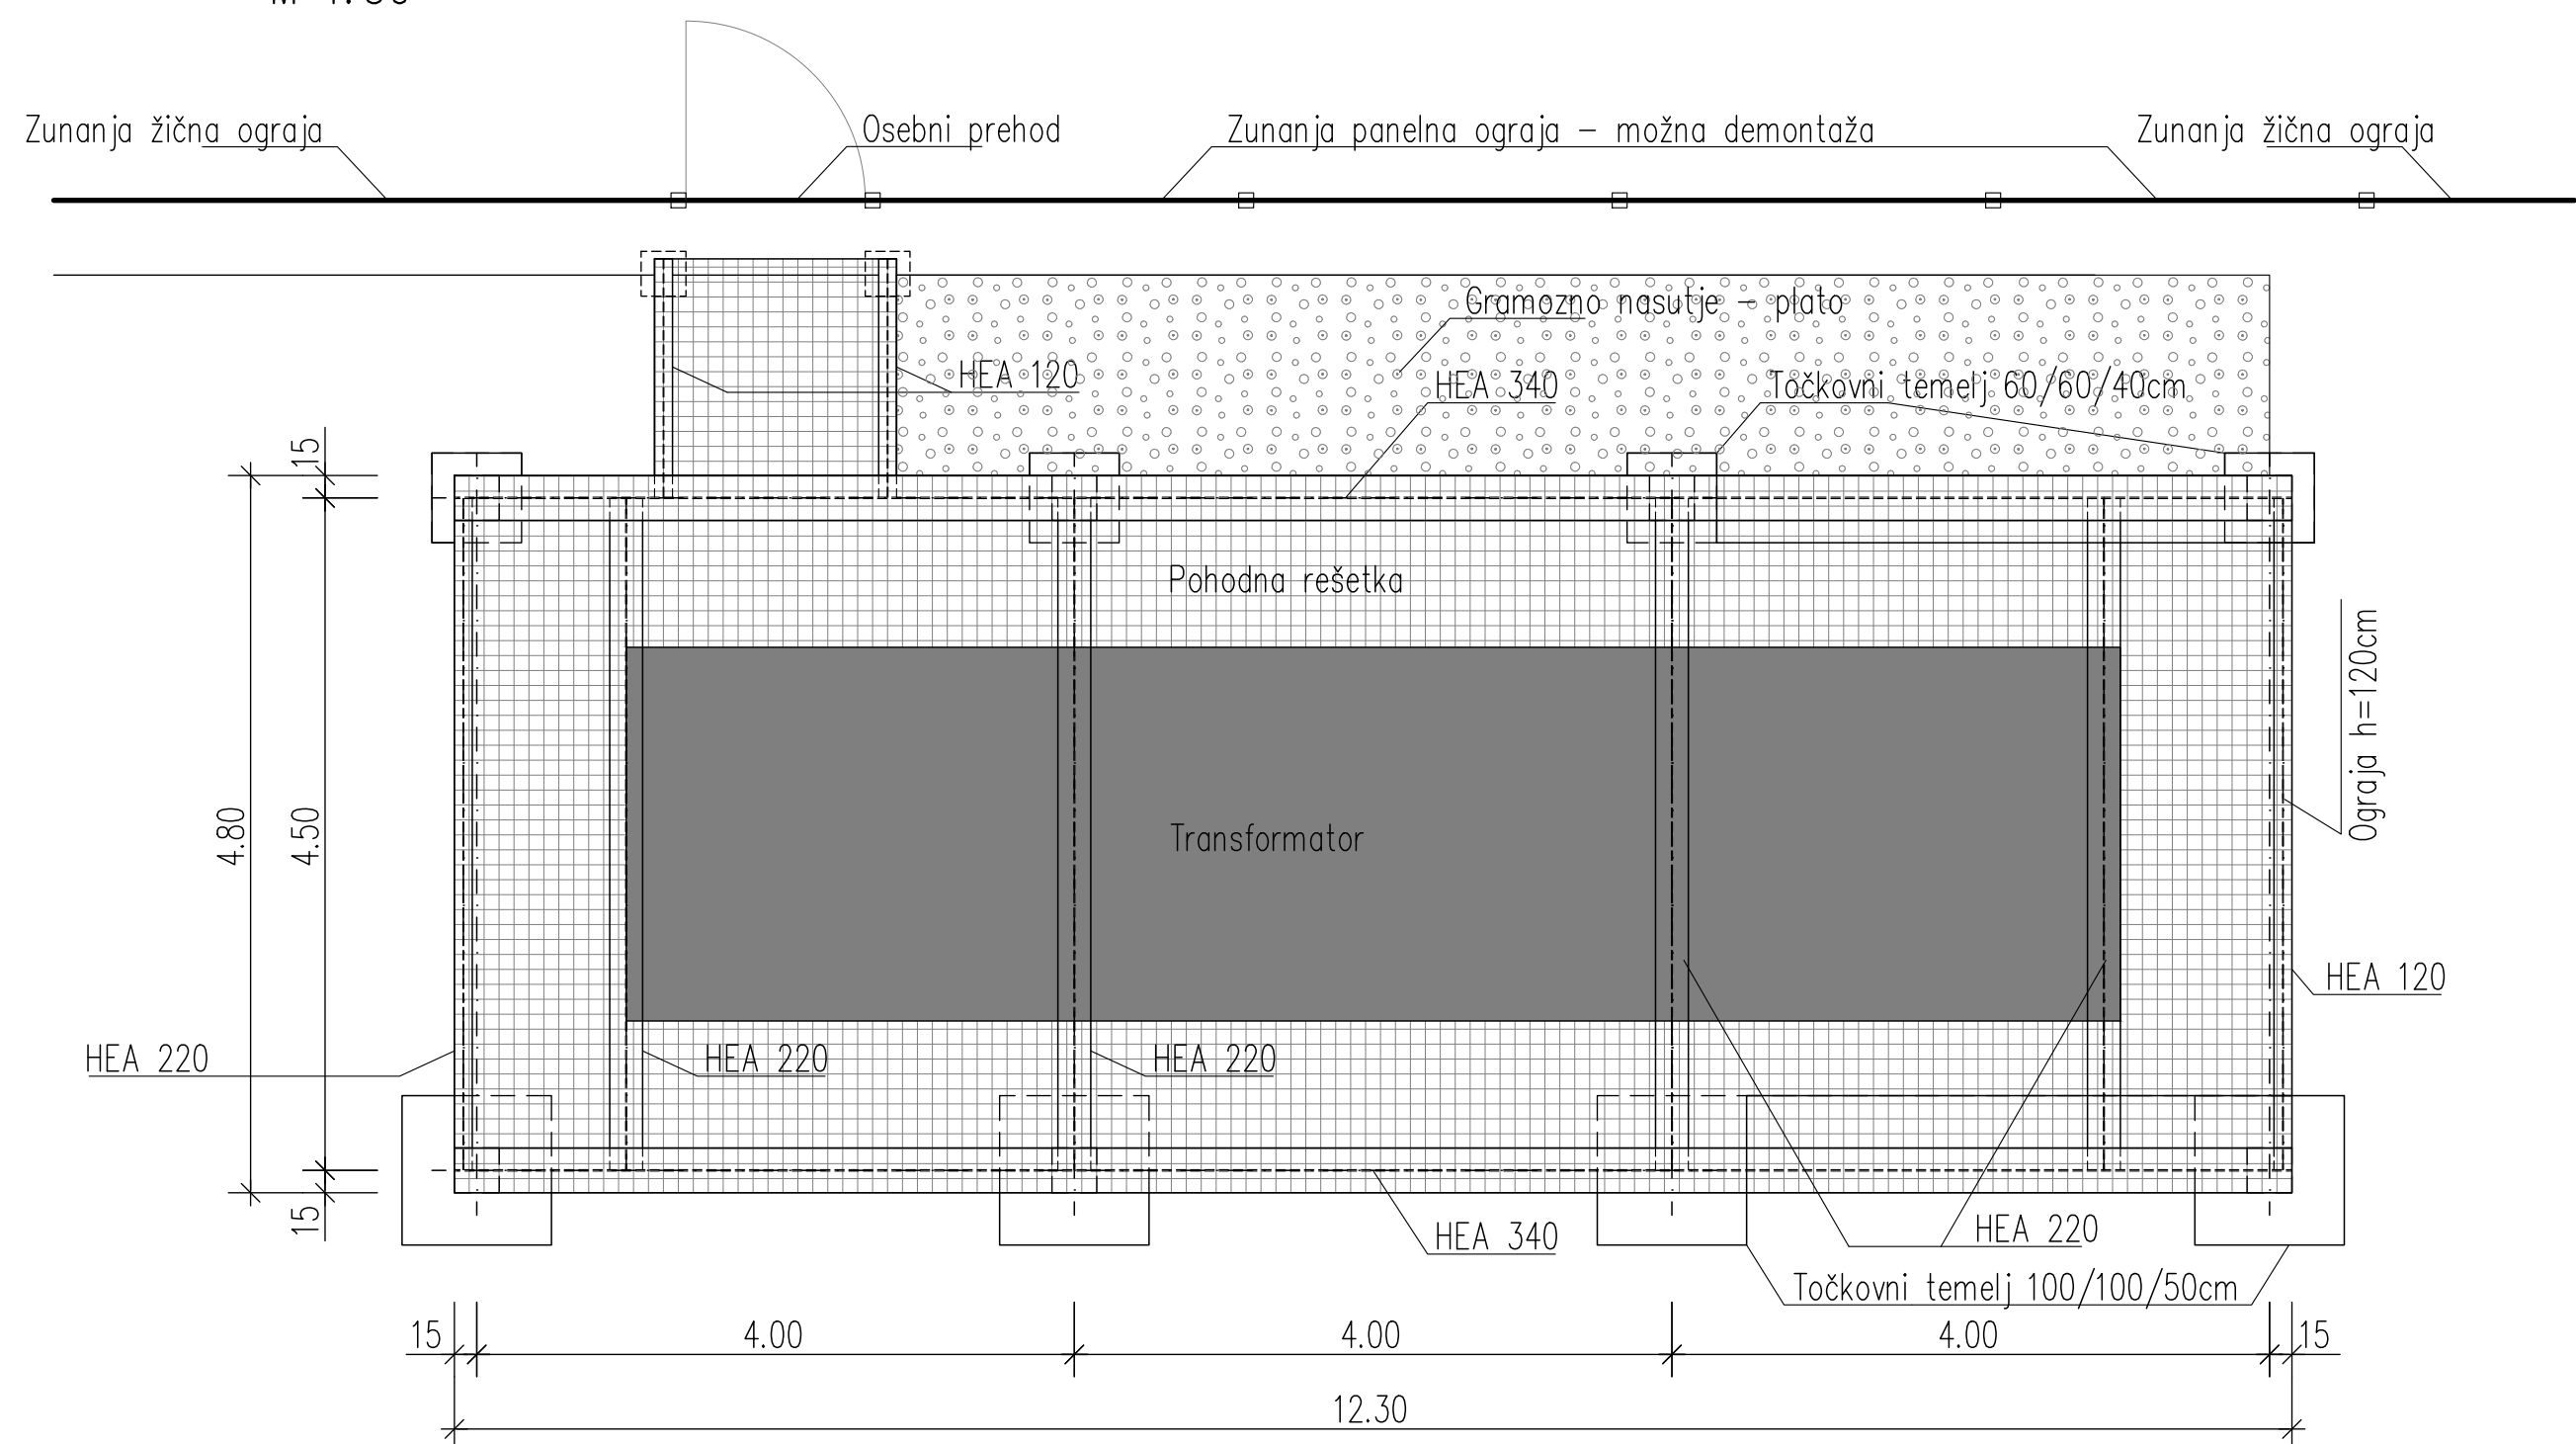 Zunanja žična ograja
Osebni prehod
Zunanja panelna ograja – možna demontaža
Zunanja žična ograja
Gramozno nasutje – plato
HEA 120
HEA 340
Točkovni temelj 60/60/40cm
15
Pohodna rešetka
Ograja h=120cm
4.80
4.50
Transformator
HEA 120
HEA 220
HEA 220
HEA 220
15
HEA 340
HEA 220
Točkovni temelj 100/100/50cm
15
4.00
4.00
4.00
15
12.30